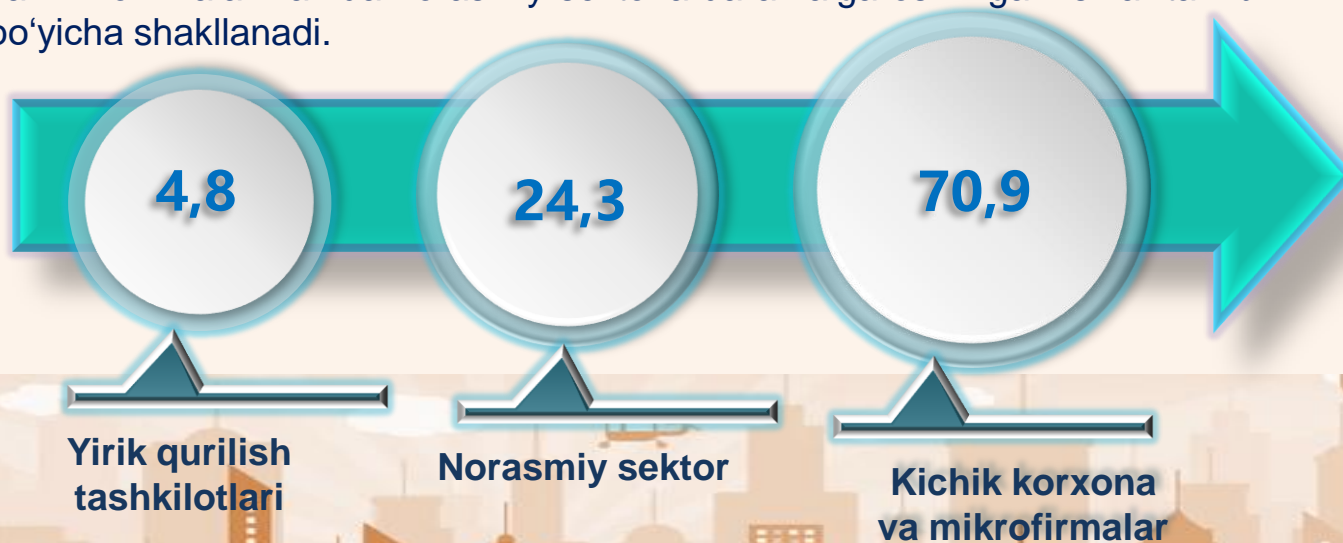 bo‘yicha shakllanadi.
4,8
24,3
70,9
Yirik qurilish
tashkilotlari
Norasmiy sektor
Kichik korxona
va mikrofirmalar